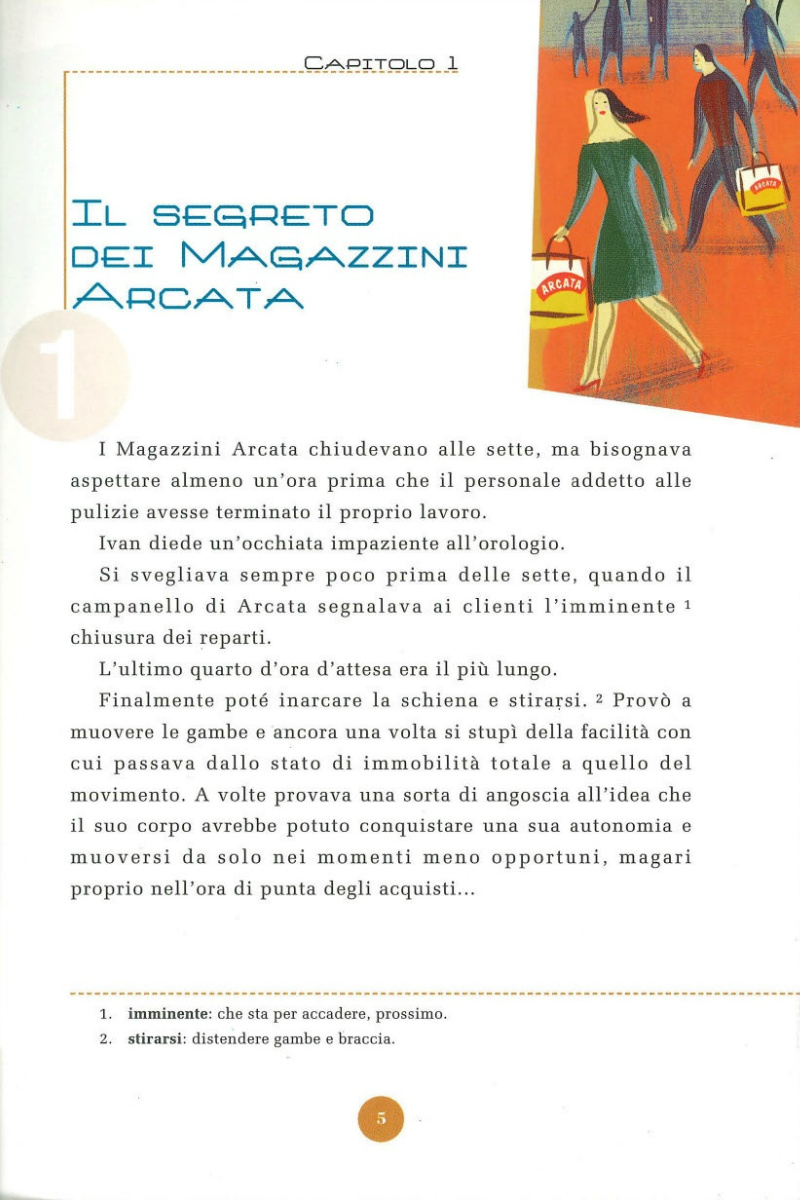 CAPITOLO 1
IL SEGRETO
DEI MAGAZZINI
ARCATA
1
ARCATA
ARCATA
I Magazzini Arcata chiudevano alle sette, ma bisognava
aspettare almeno un'ora prima che il personale addetto alle
pulizie avesse terminato il proprio lavoro.
Ivan diede un'occhiata impaziente all'orologio.
Si svegliava sempre poco prima delle sette, quando il
campanello di Arcata segnalava ai clienti l'imminente 1
chiusura dei reparti.
L'ultimo quarto d'ora d'attesa era il più lungo.
Finalmente poté inarcare la schiena e stirarsi. 2 Provò a
muovere le gambe e ancora una volta si stupì della facilità con
cui passava dallo stato di immobilità totale a quello del
movimento. A volte provava una sorta di angoscia all'idea che
il suo corpo avrebbe potuto conquistare una sua autonomia e
muoversi da solo nei momenti meno opportuni, magari
proprio nell'ora di punta degli acquisti...
1. imminente: che sta per accadere, prossimo.
2. stirarsi: distendere gambe e braccia.
5